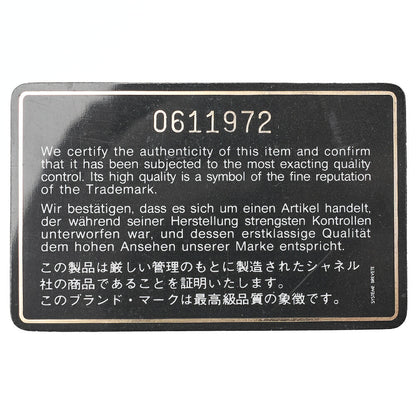 0611972
We certify the authenticity of this item and confirm
that it has been subjected to the most exacting quality
control. Its high quality is a symbol of the fine reputation
of the Trademark.
Wir bestätigen, dass es sich um einen Artikel handelt,
der während seiner Herstellung strengsten Kontrollen
unterworfen war, und dessen erstklassige Qualität
dem hohen Ansehen unserer Marke entspricht.
この製品は厳しい管理のもとに製造されたシャネル
社の商品であることを証明いたします。
このブランド・マークは最高級品質の象徴です。
SYSTEME BREVETE